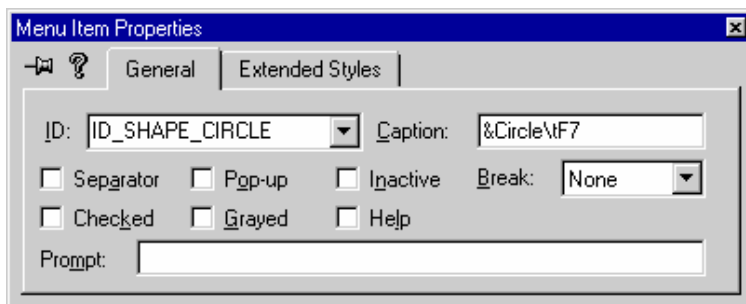 Menu Item Properties
? General Extended Styles
ID: ID_SHAPE_CIRCLE Caption: &Circle\tF7
Separator Pop-up Inactive Break: None
Checked Grayed Help
Prompt: